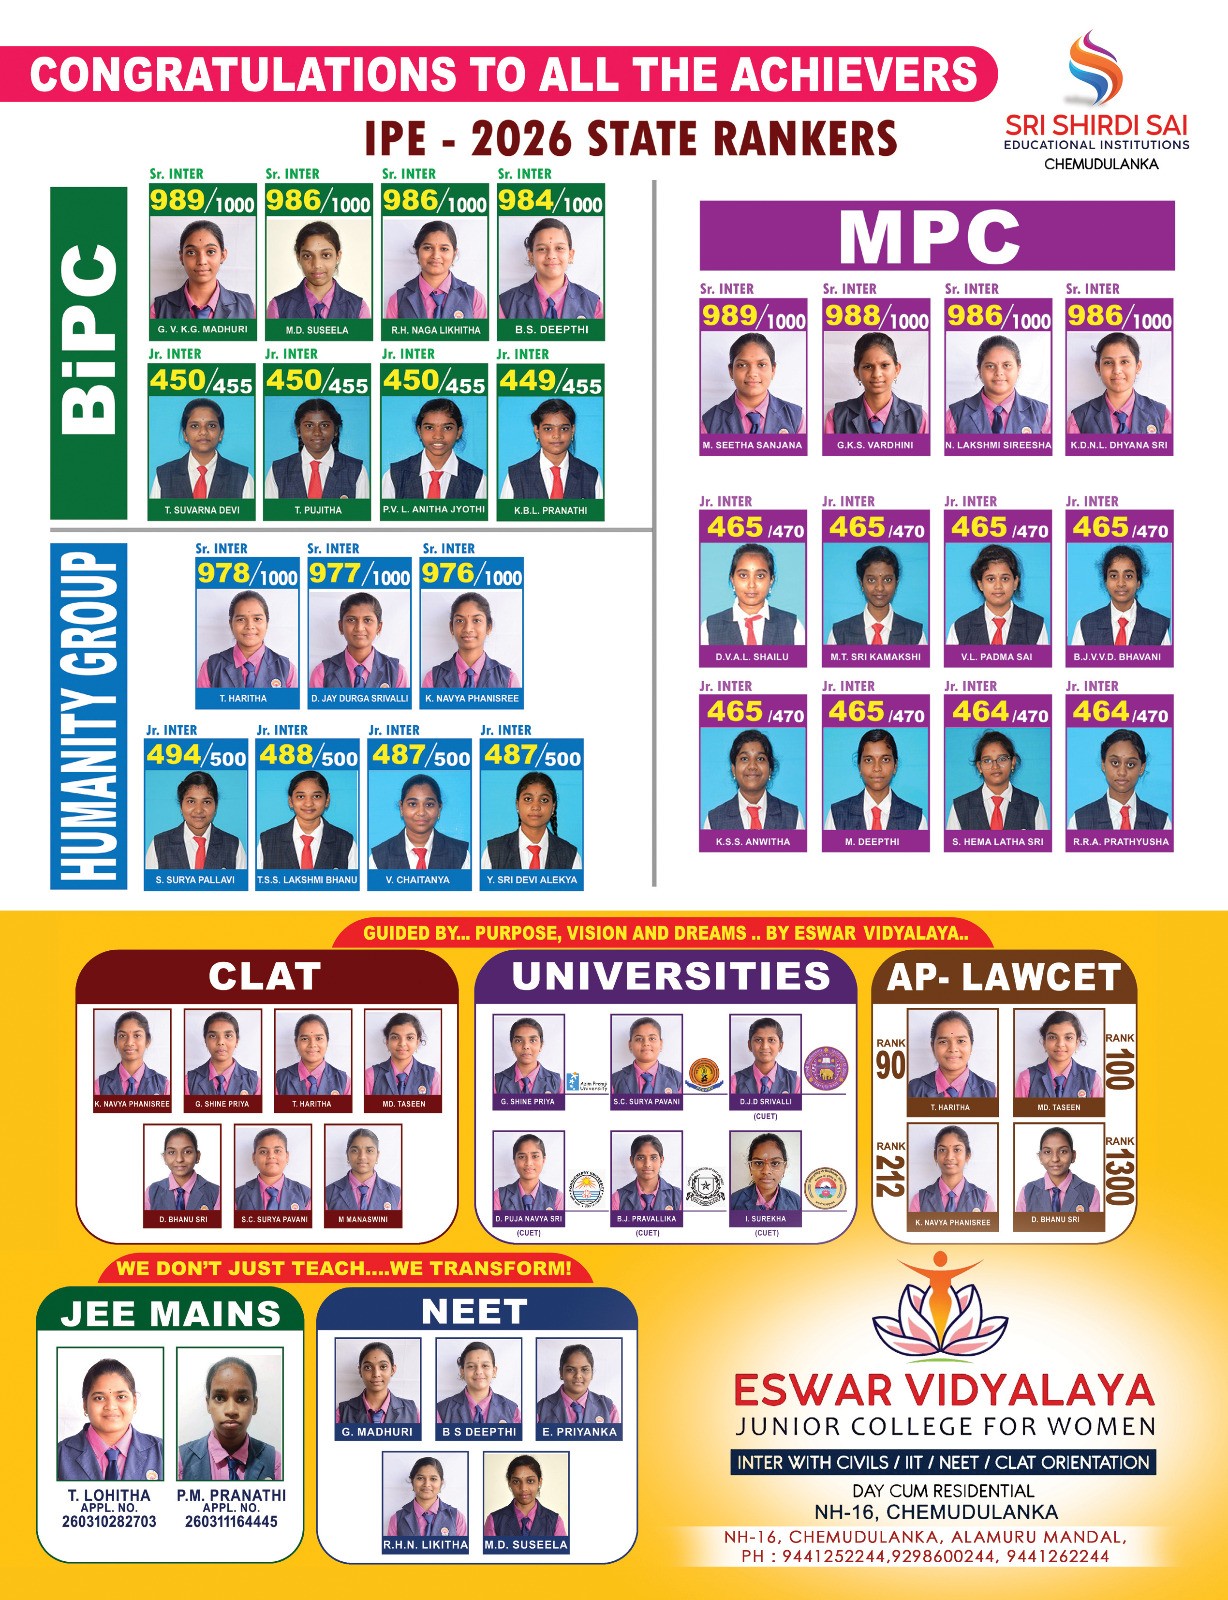 CONGRATULATIONS TO ALL THE ACHIEVERS
SRI SHIRDI SAI
EDUCATIONAL INSTITUTIONS
CHEMUDULANKA
IPE - 2026 STATE RANKERS
BiPC
Sr. INTER Sr. INTER Sr. INTER Sr. INTER
989/1000 986/1000 986/1000 984/1000
G. V. K.G. MADHURI M.D. SUSEELA R.H. NAGA LIKHITHA B.S. DEEPTHI
Jr. INTER Jr. INTER Jr. INTER Jr. INTER
450/455 450/455 450/455 449/455
T. SUVARNA DEVI T. PUJITHA P.V. L. ANITHA JYOTHI K.B.L. PRANATHI
HUMANITY GROUP
Sr. INTER Sr. INTER Sr. INTER
978/1000 977/1000 976/1000
T. HARITHA D. JAY DURGA SRIVALLI K. NAVYA PHANISREE
Jr. INTER Jr. INTER Jr. INTER Jr. INTER
494/500 488/500 487/500 487/500
S. SURYA PALLAVI T.S.S. LAKSHMI BHANU V. CHAITANYA Y. SRI DEVI ALEKYA
MPC
Sr. INTER Sr. INTER Sr. INTER Sr. INTER
989/1000 988/1000 986/1000 986/1000
M. SEETHA SANJANA G.K.S. VARDHINI N. LAKSHMI SIREESHA K.D.N.L. DHYANA SRI
Jr. INTER Jr. INTER Jr. INTER Jr. INTER
465/470 465/470 465/470 465/470
D.V.A.L. SHAILU M.T. SRI KAMAKSHI V.L. PADMA SAI B.J.V.V.D. BHAVANI
Jr. INTER Jr. INTER Jr. INTER Jr. INTER
465/470 465/470 464/470 464/470
K.S.S. ANWITHA M. DEEPTHI S. HEMA LATHA SRI R.R.A. PRATHYUSHA
GUIDED BY... PURPOSE, VISION AND DREAMS .. BY ESWAR VIDYALAYA..
CLAT
K. NAVYA PHANISREE G. SHINE PRIYA T. HARITHA MD. TASEEN
D. BHANU SRI S.C. SURYA PAVANI M MANASWINI
UNIVERSITIES
Azim Premji
University
G. SHINE PRIYA S.C. SURYA PAVANI D.J.D SRIVALLI
(CUET)
D. PUJA NAVYA SRI B.J. PRAVALLIKA I. SUREKHA
(CUET) (CUET) (CUET)
AP- LAWCET
RANK 90 RANK 100
T. HARITHA MD. TASEEN
RANK 212 RANK 1300
K. NAVYA PHANISREE D. BHANU SRI
WE DON'T JUST TEACH....WE TRANSFORM!
JEE MAINS
T. LOHITHA P.M. PRANATHI
APPL. NO. APPL. NO.
260310282703 260311164445
NEET
G. MADHURI B S DEEPTHI E. PRIYANKA
R.H.N. LIKITHA M.D. SUSEELA
ESWAR VIDYALAYA
JUNIOR COLLEGE FOR WOMEN
INTER WITH CIVILS / IIT / NEET / CLAT ORIENTATION
DAY CUM RESIDENTIAL
NH-16, CHEMUDULANKA
NH-16, CHEMUDULANKA, ALAMURU MANDAL,
PH : 9441252244,9298600244, 9441262244